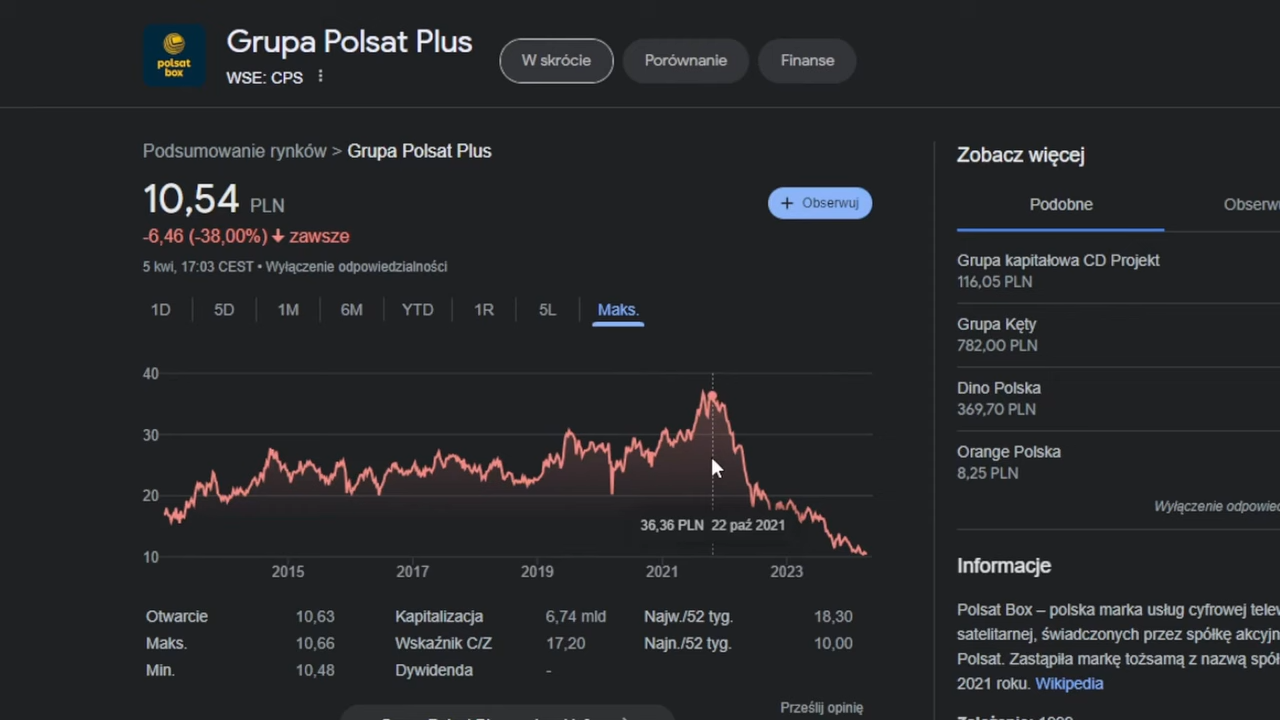 polsat
box
Grupa Polsat Plus
WSE: CPS
W skrócie
Porównanie
Finanse
Podsumowanie rynków > Grupa Polsat Plus
10,54 PLN
+ Obserwuj
-6,46 (-38,00%) ↓ zawsze
5 kwi, 17:03 CEST • Wyłączenie odpowiedzialności
1D 5D 1M 6M YTD 1R 5L Maks.
40
30
20
10
36,36 PLN 22 paź 2021
2015 2017 2019 2021 2023
Otwarcie 10,63 Kapitalizacja 6,74 mld Najw./52 tyg. 18,30
Maks. 10,66 Wskaźnik C/Z 17,20 Najn./52 tyg. 10,00
Min. 10,48 Dywidenda -
Prześlij opinię
Zobacz więcej
Podobne Obserwu
Grupa kapitałowa CD Projekt
116,05 PLN
Grupa Kęty
782,00 PLN
Dino Polska
369,70 PLN
Orange Polska
8,25 PLN
Wyłączenie odpowied
Informacje
Polsat Box – polska marka usług cyfrowej telew
satelitarnej, świadczonych przez spółkę akcyjn
Polsat. Zastąpiła markę tożsamą z nazwą spół
2021 roku. Wikipedia